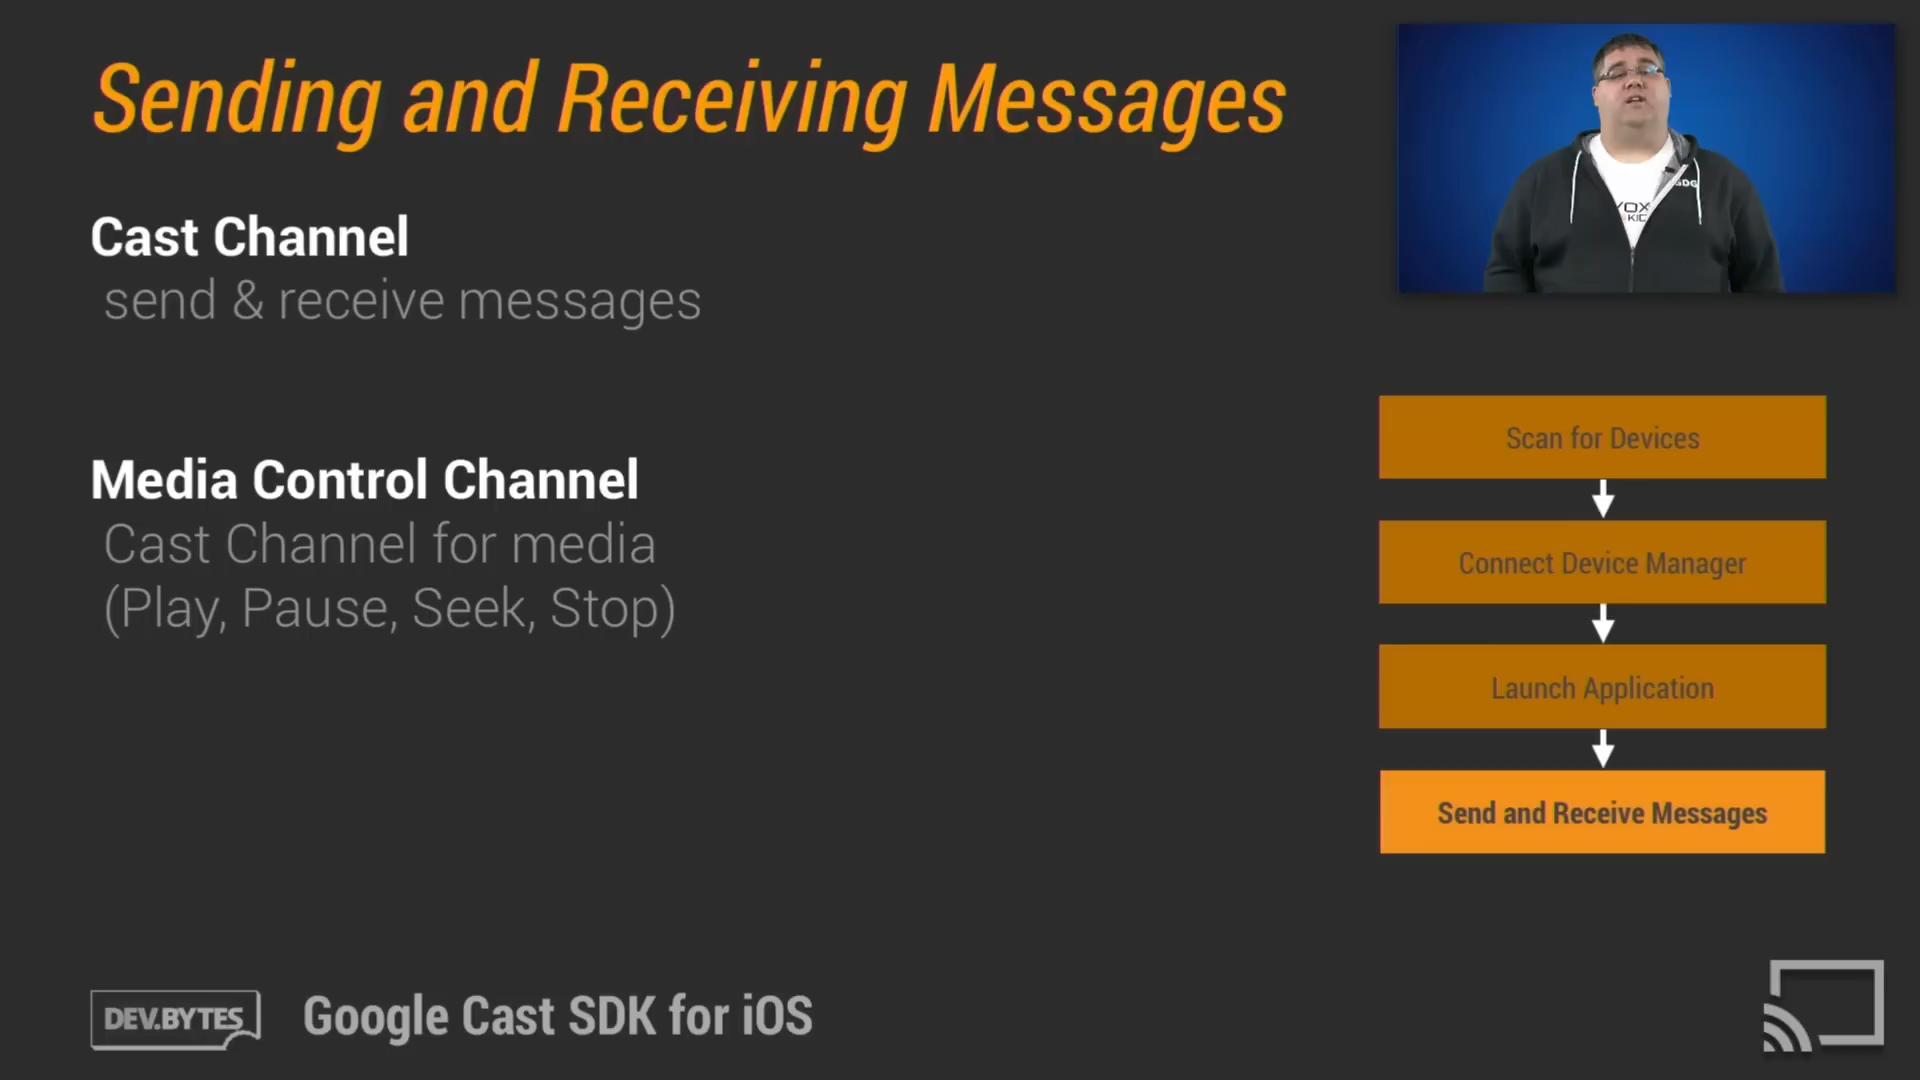 Sending and Receiving Messages
Cast Channel
send & receive messages
Media Control Channel
Cast Channel for media
(Play, Pause, Seek, Stop)
Scan for Devices
Connect Device Manager
Launch Application
Send and Receive Messages
DEV.BYTES
Google Cast SDK for iOS